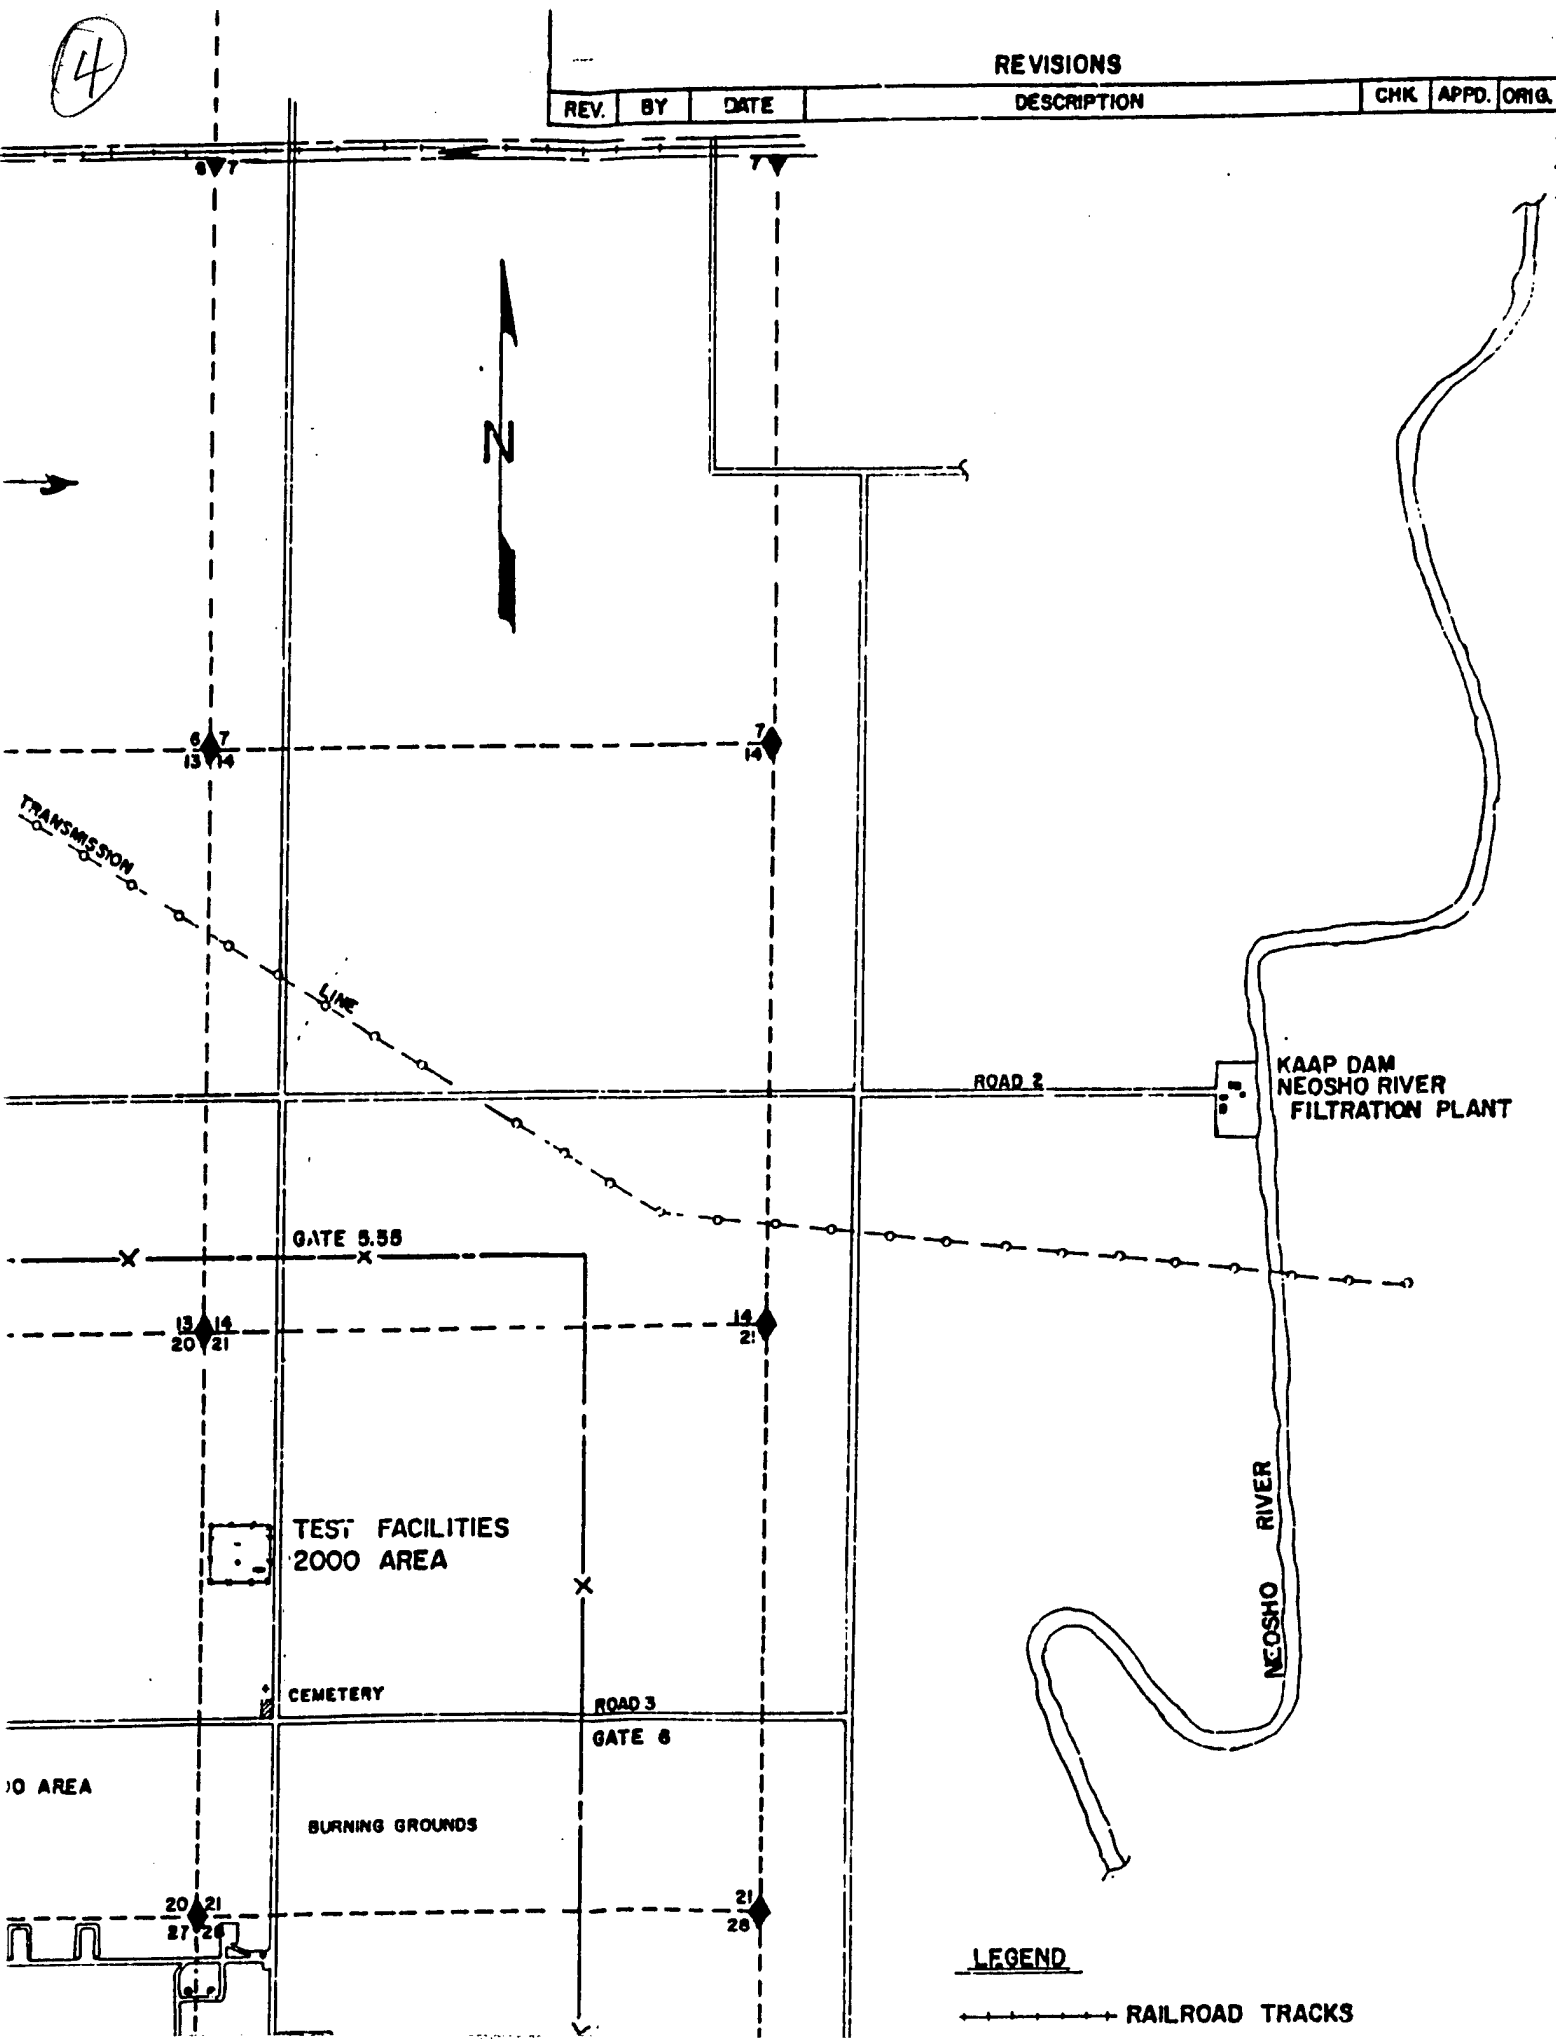 4
REVISIONS
REV. BY DATE DESCRIPTION CHK. APPD. ORIG.
6 7
7
N
6 7
13 14
7
14
TRANSMISSION
LINE
ROAD 2
KAAP DAM
NEOSHO RIVER
FILTRATION PLANT
GATE 5.55
13 14
20 21
14
21
NEOSHO RIVER
TEST FACILITIES
2000 AREA
CEMETERY
ROAD 3
GATE 6
AREA
BURNING GROUNDS
20 21
27 28
21
28
LEGEND
RAILROAD TRACKS